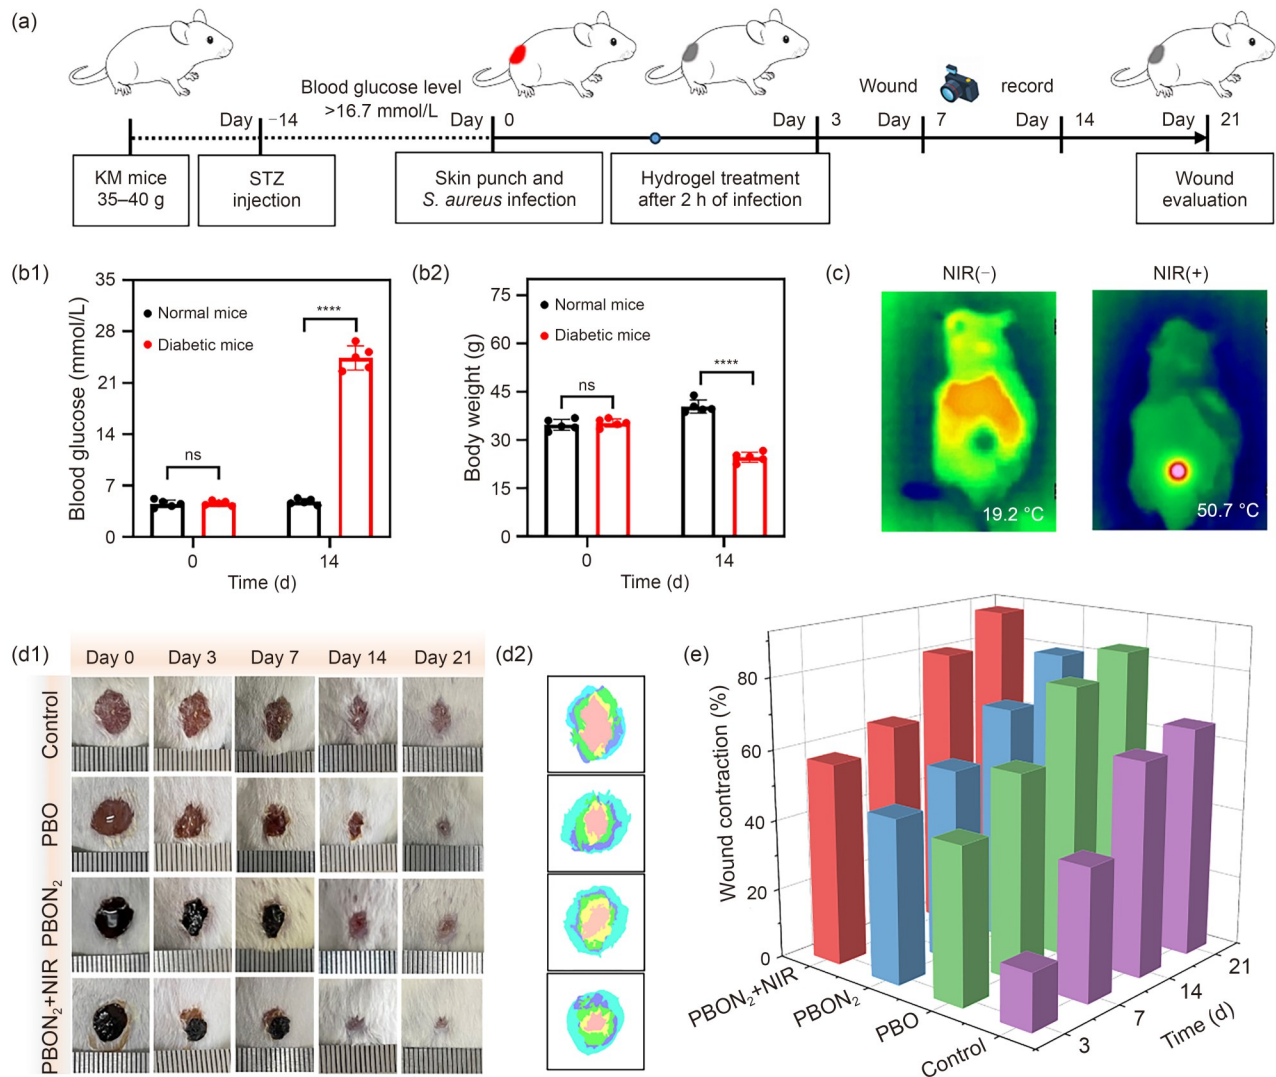 (a)
Blood glucose level
>16.7 mmol/L
Wound record
Day −14 Day 0 Day 3 Day 7 Day 14 Day 21
KM mice
35–40 g
STZ
injection
Skin punch and
S. aureus infection
Hydrogel treatment
after 2 h of infection
Wound
evaluation
(b1)
Blood glucose (mmol/L)
35
28
21
14
7
0
Normal mice
Diabetic mice
ns
****
0 14
Time (d)
(b2)
Body weight (g)
75
60
45
30
15
0
Normal mice
Diabetic mice
ns
****
0 14
Time (d)
(c)
NIR(−) NIR(+)
19.2 °C 50.7 °C
(d1)
Day 0 Day 3 Day 7 Day 14 Day 21
Control
PBO
PBON₂
PBON₂+NIR
(d2)
(e)
Wound contraction (%)
80
60
40
20
0
PBON₂+NIR
PBON₂
PBO
Control
3
7
14
21
Time (d)